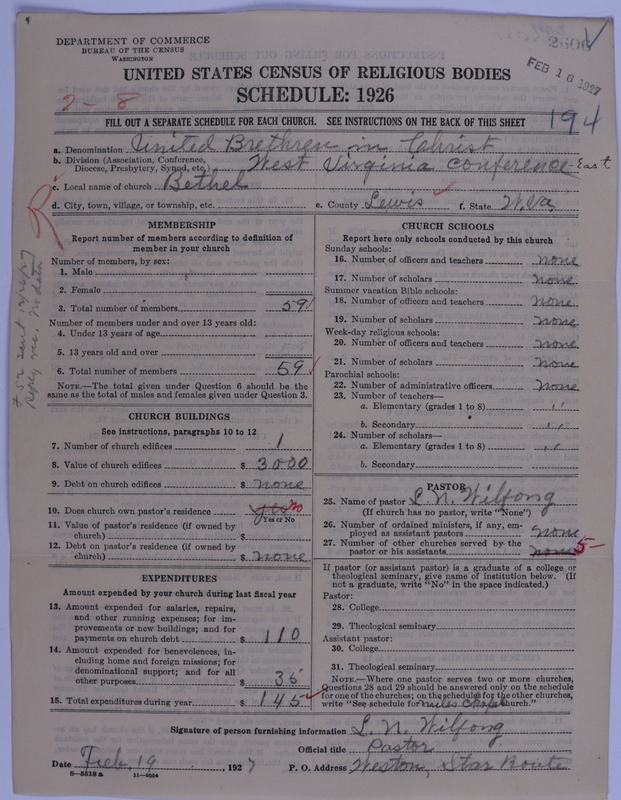 2606
DEPARTMENT OF COMMERCE
BUREAU OF THE CENSUS
WASHINGTON
FEB 16 1927
UNITED STATES CENSUS OF RELIGIOUS BODIES
SCHEDULE: 1926
2-8
194
FILL OUT A SEPARATE SCHEDULE FOR EACH CHURCH. SEE INSTRUCTIONS ON THE BACK OF THIS SHEET
a. Denomination United Brethren in Christ
b. Division (Association, Conference, Diocese, Presbytery, Synod, etc.) West Virginia Conference-East
c. Local name of church Bethel
d. City, town, village, or township, etc. e. County Lewis f. State W.Va.
MEMBERSHIP
Report number of members according to definition of
member in your church
Number of members, by sex:
1. Male
2. Female
3. Total number of members 59
Number of members under and over 13 years old:
4. Under 13 years of age
5. 13 years old and over
6. Total number of members 59
NOTE.—The total given under Question 6 should be
same as the total of males and females given under Question 3.
CHURCH BUILDINGS
See instructions, paragraphs 10 to 12
7. Number of church edifices 1
8. Value of church edifices $ 3000
9. Debt on church edifices $ none
10. Does church own pastor's residence yes No
Yes or No
11. Value of pastor's residence (if owned by
church) $
12. Debt on pastor's residence (if owned by
church) $ none
EXPENDITURES
Amount expended by your church during last fiscal year
13. Amount expended for salaries, repairs,
and other running expenses; for im-
provements or new buildings; and for
payments on church debt $ 110
14. Amount expended for benevolences, in-
cluding home and foreign missions; for
denominational support; and for all
other purposes $ 35
15. Total expenditures during year $ 145
CHURCH SCHOOLS
Report here only schools conducted by this church
Sunday schools:
16. Number of officers and teachers none
17. Number of scholars none
Summer vacation Bible schools:
18. Number of officers and teachers none
19. Number of scholars none
Week-day religious schools:
20. Number of officers and teachers none
21. Number of scholars none
Parochial schools:
22. Number of administrative officers none
23. Number of teachers—
a. Elementary (grades 1 to 8) "
b. Secondary "
24. Number of scholars—
a. Elementary (grades 1 to 8) "
b. Secondary
PASTOR
25. Name of pastor L. N. Wilfong
(If church has no pastor, write "None")
26. Number of ordained ministers, if any, em-
ployed as assistant pastors none
27. Number of other churches served by the
pastor or his assistants none 5-
If pastor (or assistant pastor) is a graduate of a college or
theological seminary, give name of institution below. (If
not a graduate, write "No" in the space indicated.)
Pastor:
28. College
29. Theological seminary
Assistant pastor:
30. College
31. Theological seminary
NOTE.—Where one pastor serves two or more churches,
Questions 28 and 29 should be answered only on the schedule
for one of the churches; on the schedules for the other churches,
write "See schedule for miles Chapel church."
Signature of person furnishing information L. N. Wilfong
Official title Pastor
Date Feb. 19, 1927 P. O. Address Weston, Star Route
8—5518 a 11—9054